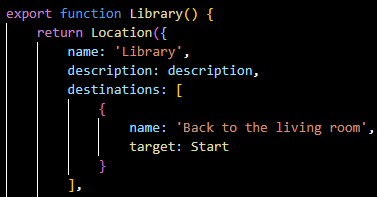 export function Library() {
    return Location({
        name: 'Library',
        description: description,
        destinations: [
            {
                name: 'Back to the living room',
                target: Start
            }
        ],